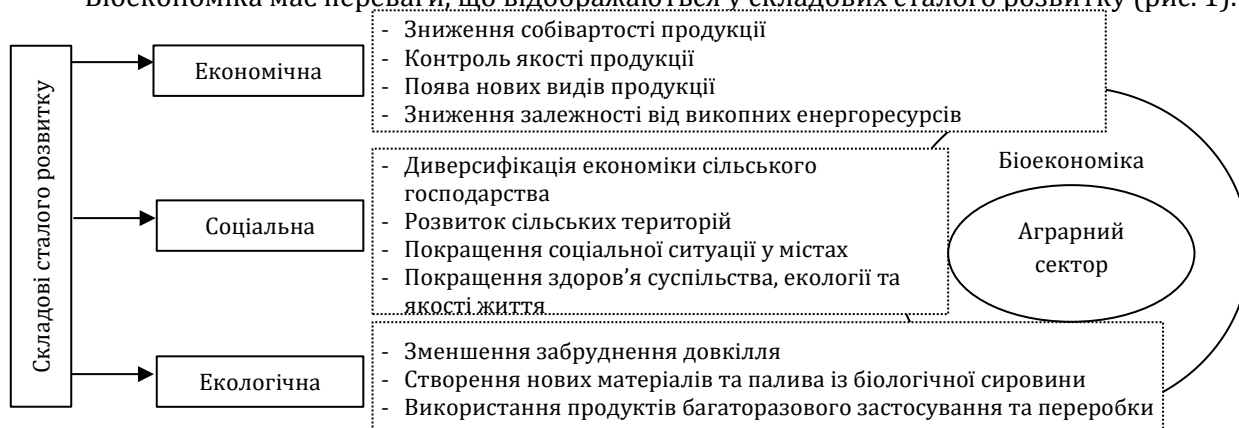 Біоекономіка має переваги, що відображаються у складових сталого розвитку (рис. 1).
Складові сталого розвитку
Економічна
- Зниження собівартості продукції
- Контроль якості продукції
- Поява нових видів продукції
- Зниження залежності від викопних енергоресурсів
Соціальна
- Диверсифікація економіки сільського
господарства
- Розвиток сільських територій
- Покращення соціальної ситуації у містах
- Покращення здоров’я суспільства, екології та
якості життя
Екологічна
- Зменшення забруднення довкілля
- Створення нових матеріалів та палива із біологічної сировини
- Використання продуктів багаторазового застосування та переробки
Біоекономіка
Аграрний
сектор